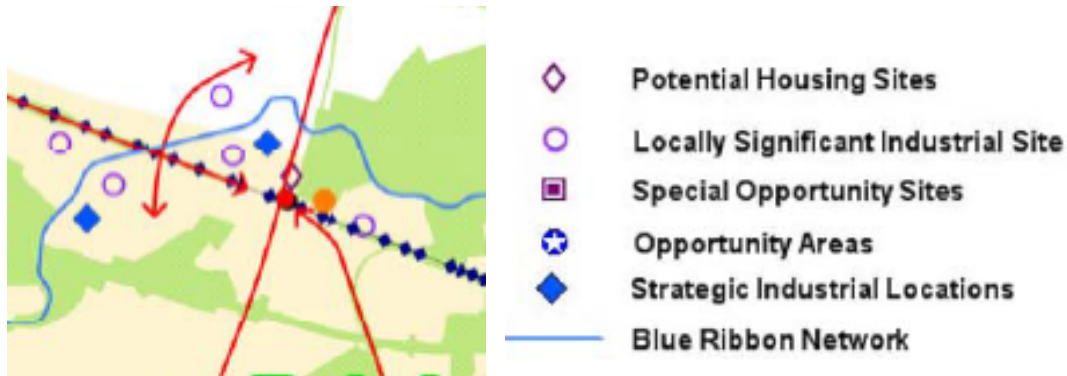 Potential Housing Sites
Locally Significant Industrial Site
Special Opportunity Sites
Opportunity Areas
Strategic Industrial Locations
Blue Ribbon Network